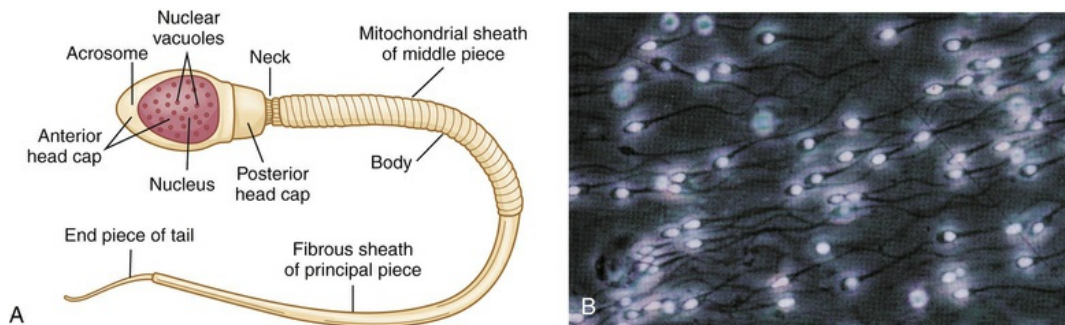 Acrosome
Nuclear
vacuoles
Neck
Mitochondrial sheath
of middle piece
Anterior
head cap
Nucleus
Posterior
head cap
Body
End piece of tail
Fibrous sheath
of principal piece
A
B